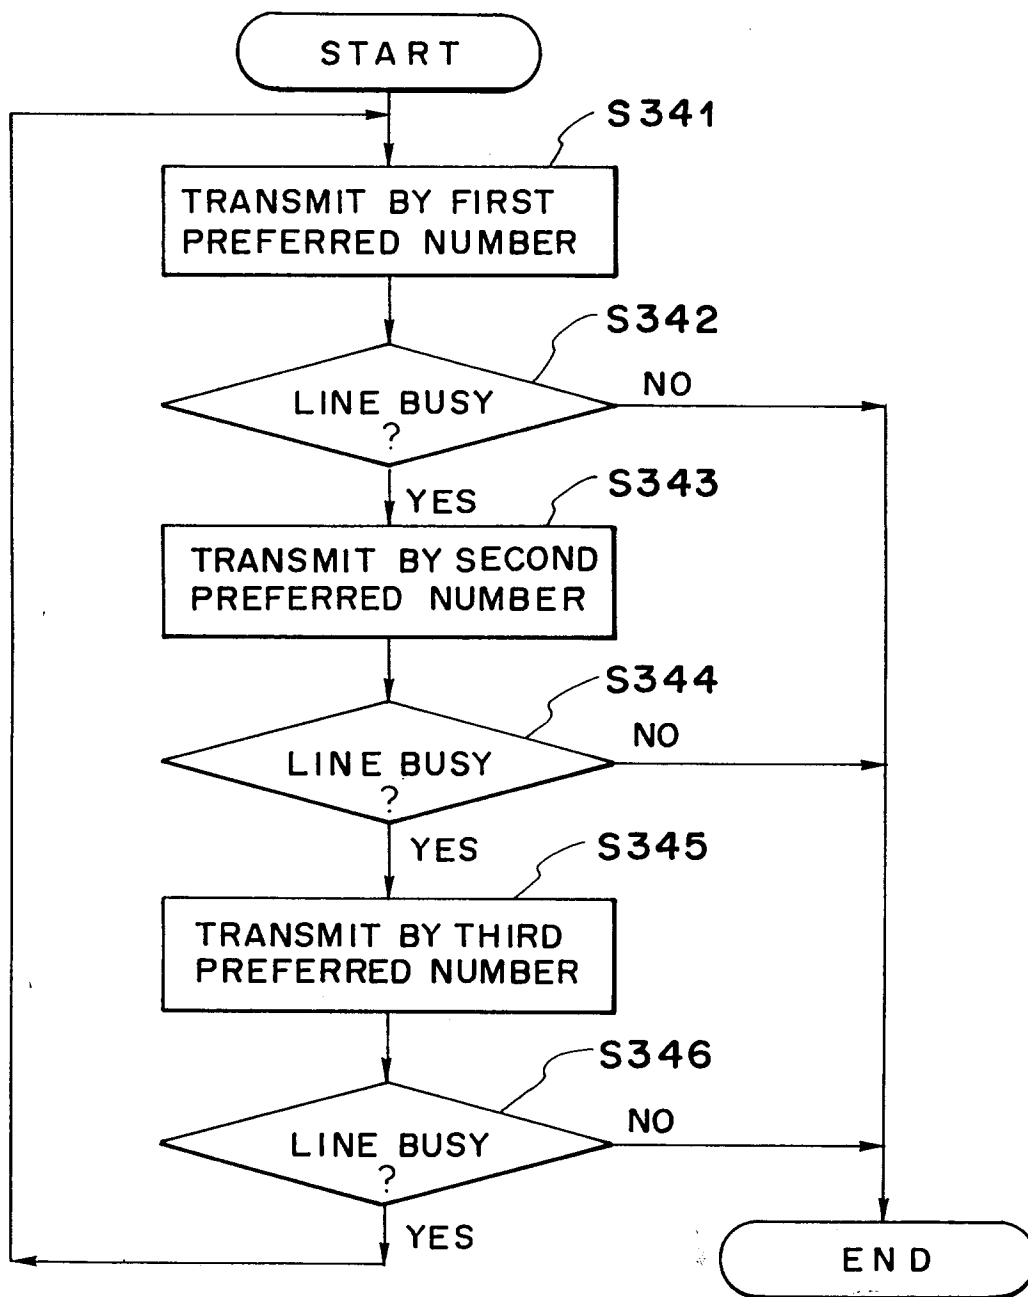 START
S341
TRANSMIT BY FIRST
PREFERRED NUMBER
S342
LINE BUSY
?
NO
YES
S343
TRANSMIT BY SECOND
PREFERRED NUMBER
S344
LINE BUSY
?
NO
YES
S345
TRANSMIT BY THIRD
PREFERRED NUMBER
S346
LINE BUSY
?
NO
YES
END